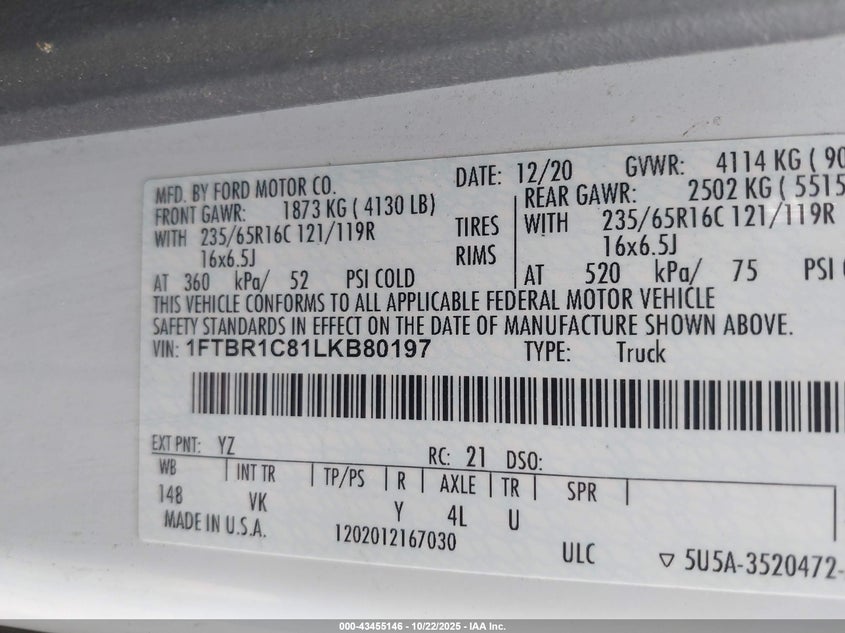 MFD. BY FORD MOTOR CO. DATE: 12/20 GVWR: 4114 KG ( 90
FRONT GAWR: 1873 KG ( 4130 LB) REAR GAWR: 2502 KG ( 5515
WITH 235/65R16C 121/119R TIRES WITH 235/65R16C 121/119R
16x6.5J RIMS 16x6.5J
AT 360 kPa/ 52 PSI COLD AT 520 kPa/ 75 PSI
THIS VEHICLE CONFORMS TO ALL APPLICABLE FEDERAL MOTOR VEHICLE
SAFETY STANDARDS IN EFFECT ON THE DATE OF MANUFACTURE SHOWN ABOVE.
VIN: 1FTBR1C81LKB80197 TYPE: Truck
EXT PNT: YZ RC: 21 DSO:
WB INT TR TP/PS R AXLE TR SPR
148 VK Y 4L U
MADE IN U.S.A. 1202012167030 ULC ▽ 5U5A-3520472-
000-43455146 - 10/22/2025 - IAA Inc.